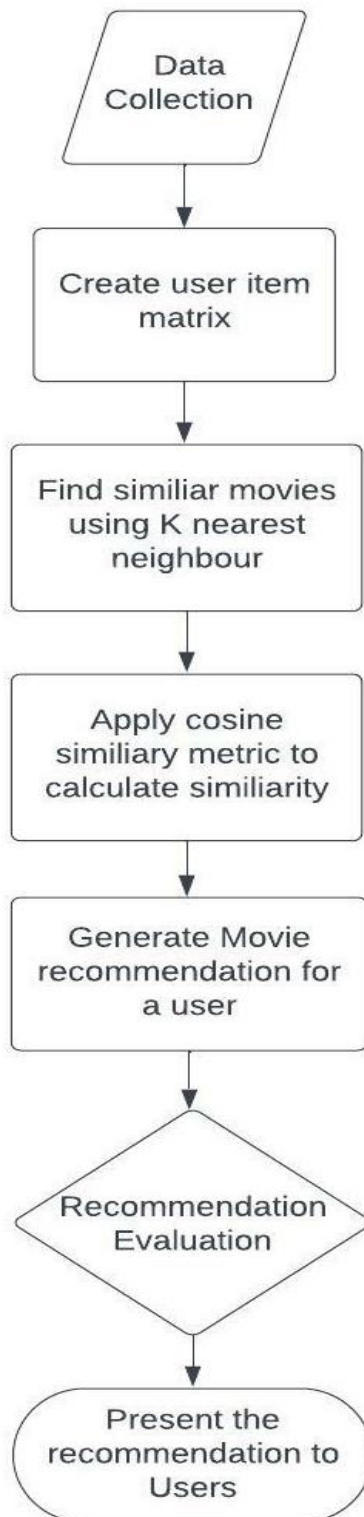 Data
Collection
Create user item
matrix
Find similiar movies
using K nearest
neighbour
Apply cosine
similiary metric to
calculate similiarity
Generate Movie
recommendation for
a user
Recommendation
Evaluation
Present the
recommendation to
Users